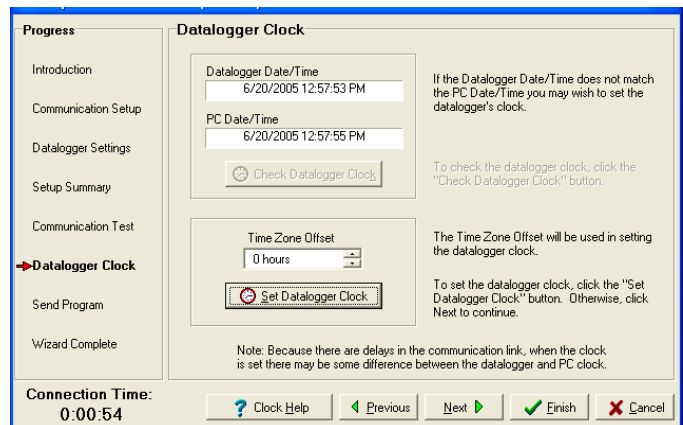 Progress
Introduction
Communication Setup
Datalogger Settings
Setup Summary
Communication Test
Datalogger Clock
Send Program
Wizard Complete
Connection Time:
0:00:54
Datalogger Clock
Datalogger Date/Time
6/20/2005 12:57:53 PM
PC Date/Time
6/20/2005 12:57:55 PM
Check Datalogger Clock
If the Datalogger Date/Time does not match
the PC Date/Time you may wish to set the
datalogger's clock.
To check the datalogger clock, click the
"Check Datalogger Clock" button.
Time Zone Offset
0 hours
Set Datalogger Clock
The Time Zone Offset will be used in setting
the datalogger clock.
To set the datalogger clock, click the "Set
Datalogger Clock" button. Otherwise, click
Next to continue.
Note: Because there are delays in the communication link, when the clock
is set there may be some difference between the datalogger and PC clock.
? Clock Help
Previous
Next
Finish
Cancel